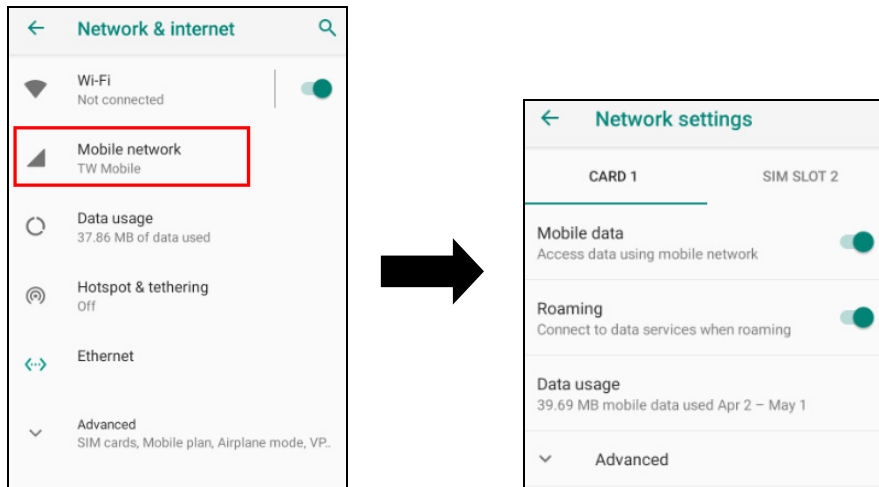 Network & internet
Wi-Fi
Not connected
Mobile network
TW Mobile
Data usage
37.86 MB of data used
Hotspot & tethering
Off
Ethernet
Advanced
SIM cards, Mobile plan, Airplane mode, VP..
Network settings
CARD 1 SIM SLOT 2
Mobile data
Access data using mobile network
Roaming
Connect to data services when roaming
Data usage
39.69 MB mobile data used Apr 2 – May 1
Advanced